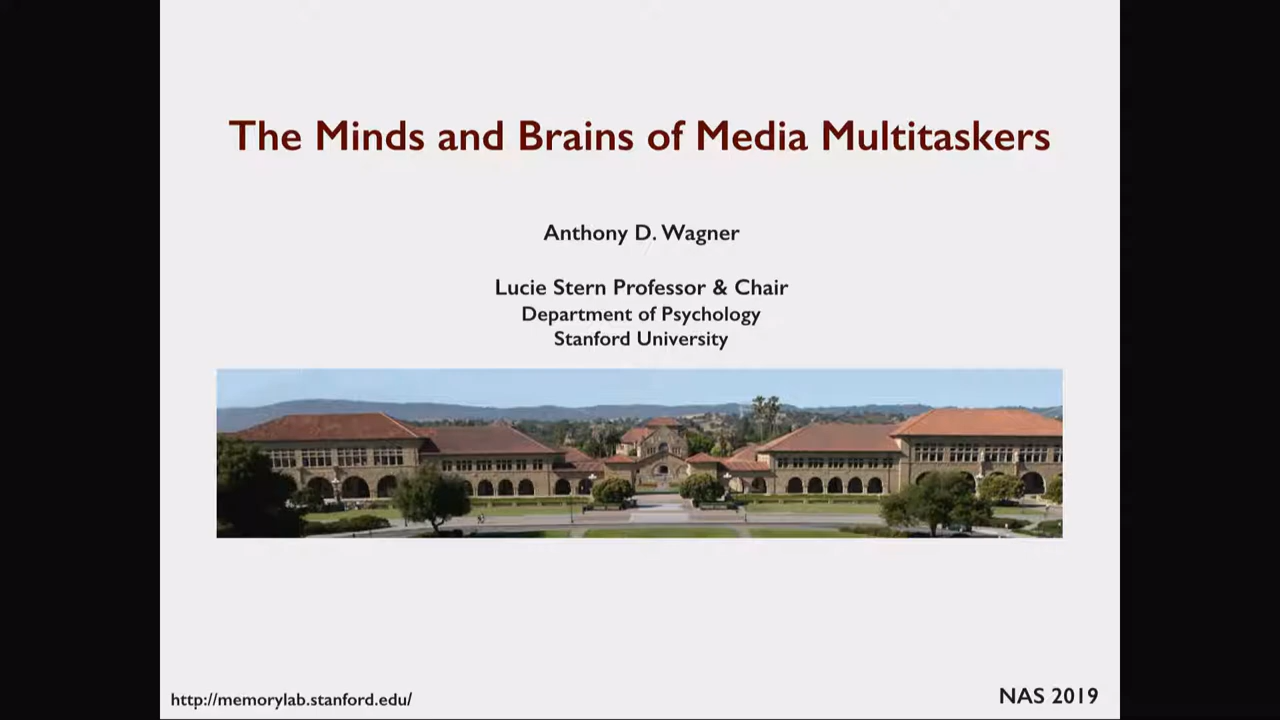 The Minds and Brains of Media Multitaskers
Anthony D. Wagner
Lucie Stern Professor & Chair
Department of Psychology
Stanford University
http://memorylab.stanford.edu/
NAS 2019